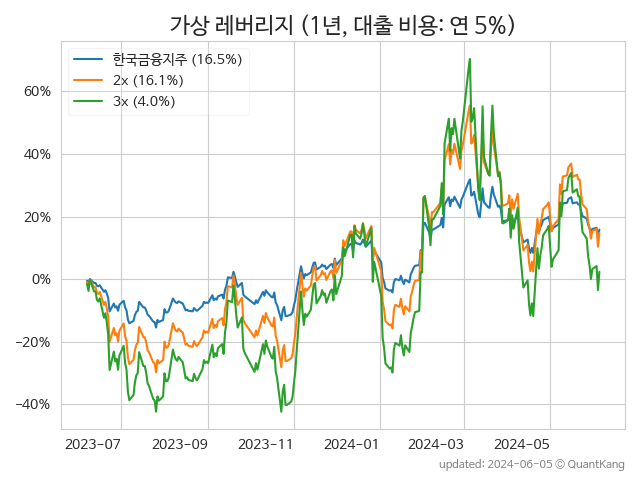 가상 레버리지 (1년, 대출 비용: 연 5%)
한국금융지주 (16.5%)
2x (16.1%)
3x (4.0%)
60%
40%
20%
0%
−20%
−40%
2023-07
2023-09
2023-11
2024-01
2024-03
2024-05
updated: 2024-06-05 © QuantKang